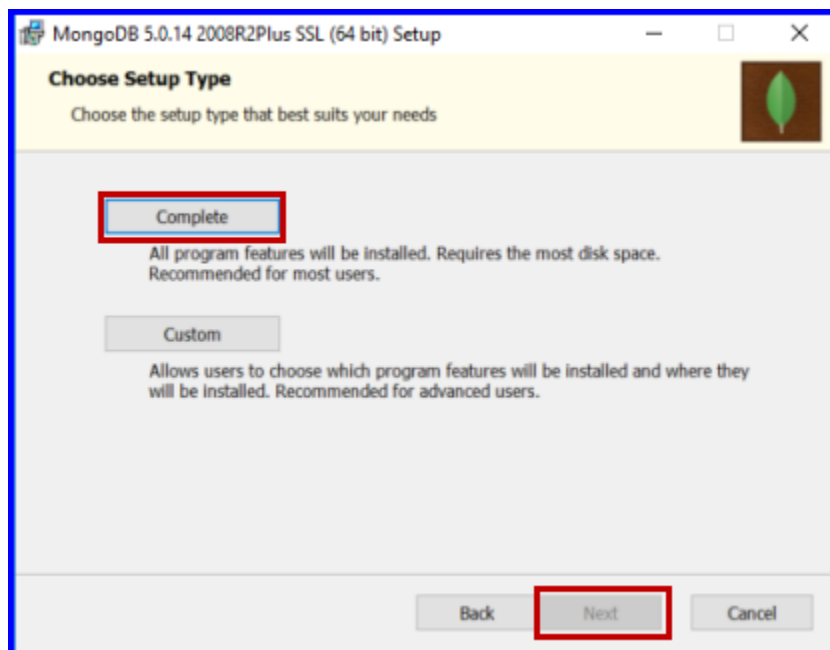 MongoDB 5.0.14 2008R2Plus SSL (64 bit) Setup
Choose Setup Type
Choose the setup type that best suits your needs
Complete
All program features will be installed. Requires the most disk space.
Recommended for most users.
Custom
Allows users to choose which program features will be installed and where they
will be installed. Recommended for advanced users.
Back Next Cancel